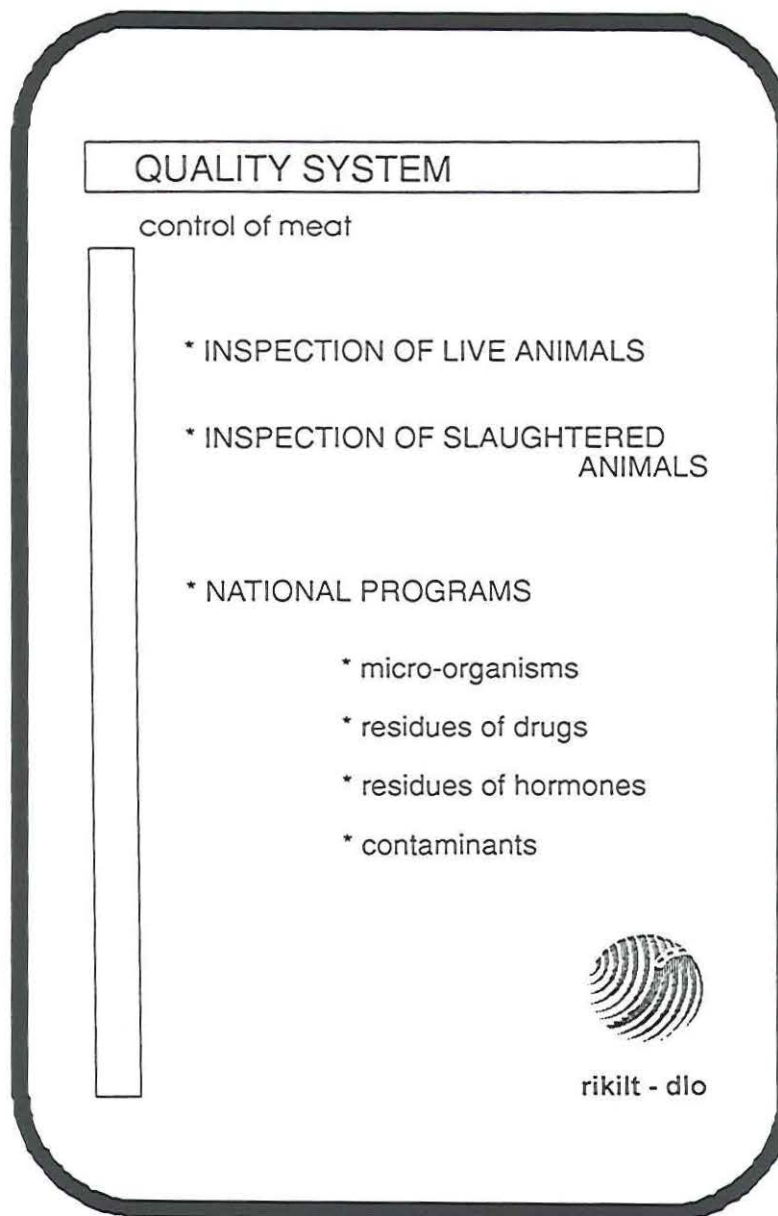 QUALITY SYSTEM
control of meat
* INSPECTION OF LIVE ANIMALS
* INSPECTION OF SLAUGHTERED
ANIMALS
* NATIONAL PROGRAMS
* micro-organisms
* residues of drugs
* residues of hormones
* contaminants
rikilt - dlo